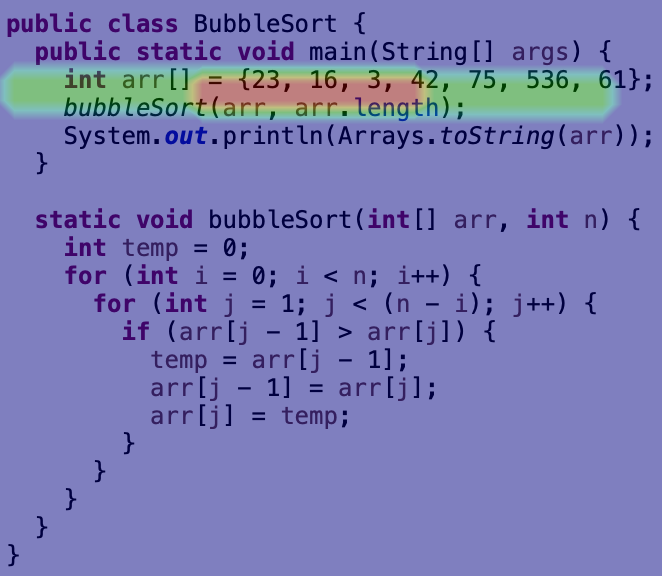 public class BubbleSort {
  public static void main(String[] args) {
    int arr[] = {23, 16, 3, 42, 75, 536, 61};
    bubbleSort(arr, arr.length);
    System.out.println(Arrays.toString(arr));
  }

  static void bubbleSort(int[] arr, int n) {
    int temp = 0;
    for (int i = 0; i < n; i++) {
      for (int j = 1; j < (n - i); j++) {
        if (arr[j - 1] > arr[j]) {
          temp = arr[j - 1];
          arr[j - 1] = arr[j];
          arr[j] = temp;
        }
      }
    }
  }
}